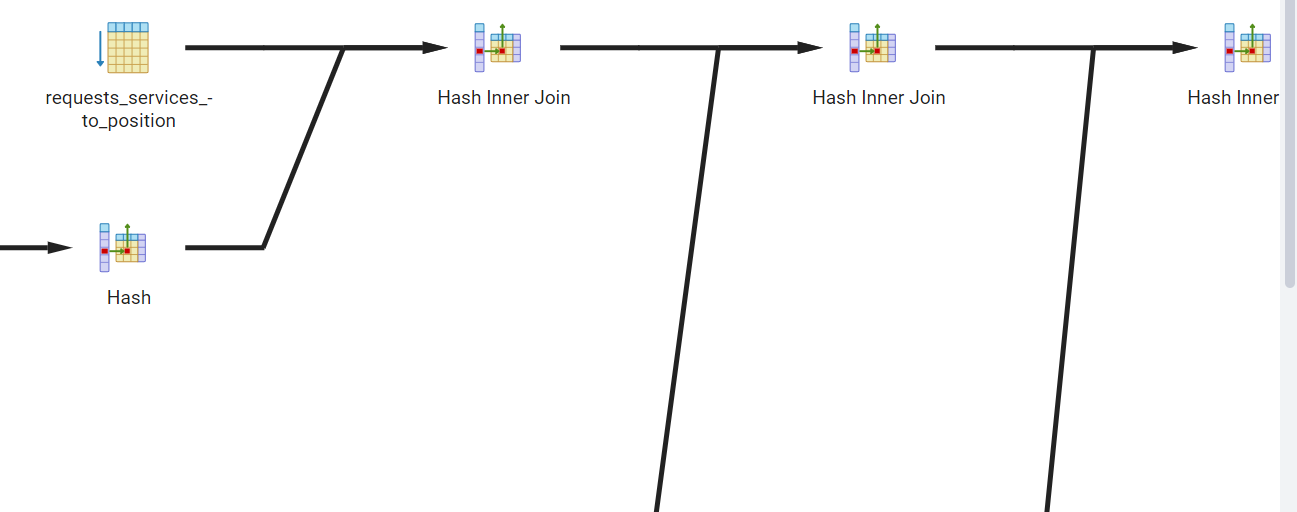 requests_services_-
to_position
Hash Inner Join
Hash Inner Join
Hash Inner
Hash